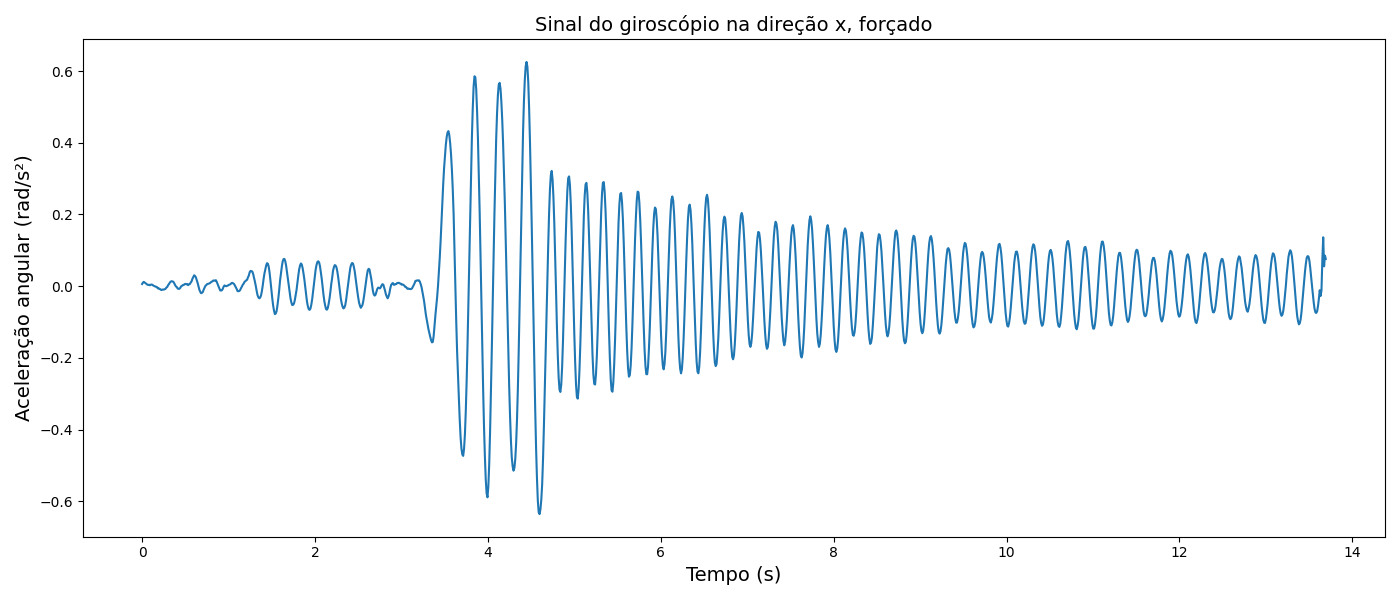 Sinal do giroscópio na direção x, forçado
Aceleração angular (rad/s²)
0.6
0.4
0.2
0.0
−0.2
−0.4
−0.6
0 2 4 6 8 10 12 14
Tempo (s)